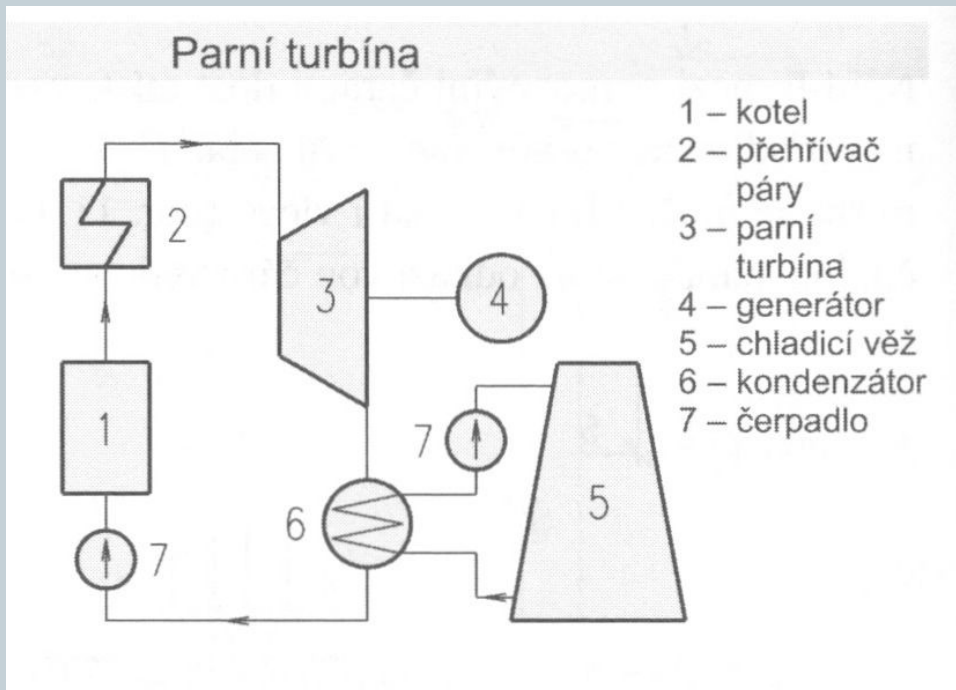 Parní turbína
1 – kotel
2 – přehřívač
páry
3 – parní
turbína
4 – generátor
5 – chladicí věž
6 – kondenzátor
7 – čerpadlo
2
3
4
1
7
5
6
7